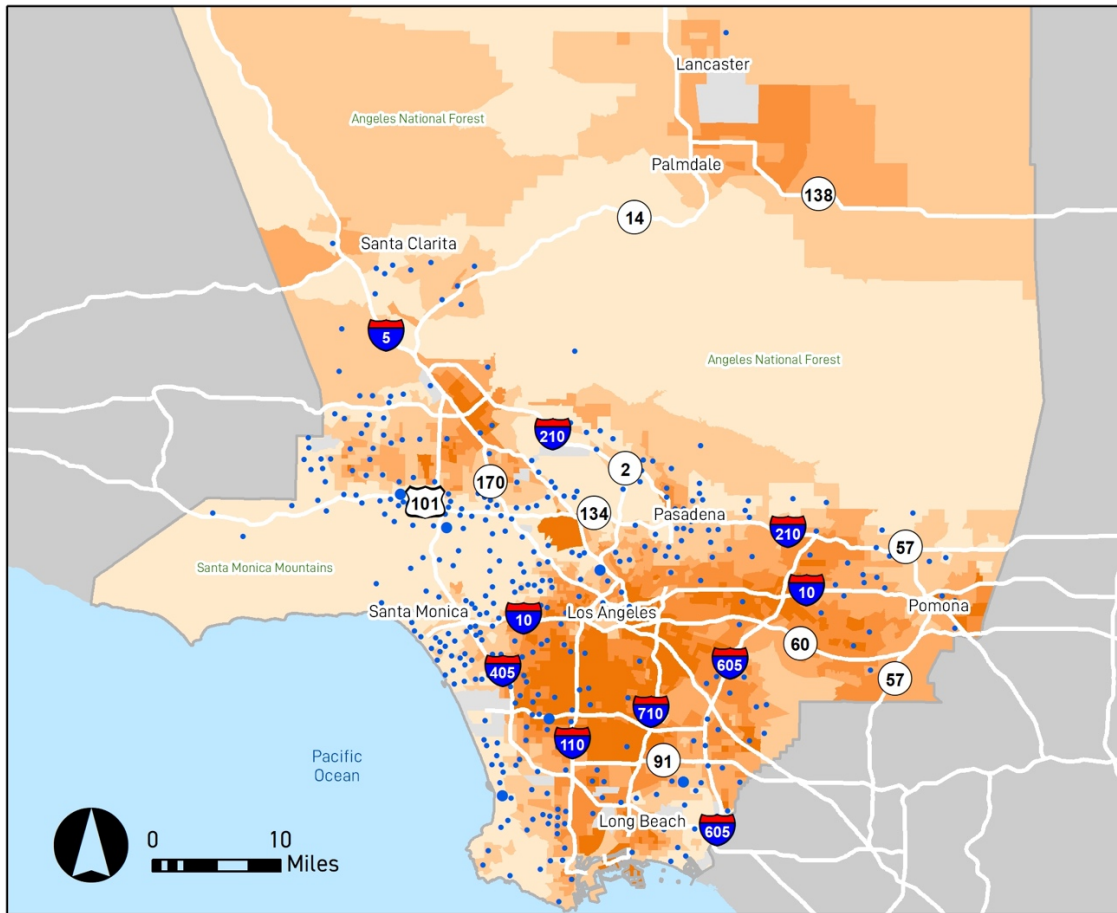 Lancaster
Angeles National Forest
Palmdale
138
14
Santa Clarita
5
Angeles National Forest
210
2
170
101
134
Pasadena
210
57
Santa Monica Mountains
10
Santa Monica
Los Angeles
Pomona
10
60
405
605
57
710
110
Pacific
Ocean
91
Long Beach
605
0 10
Miles